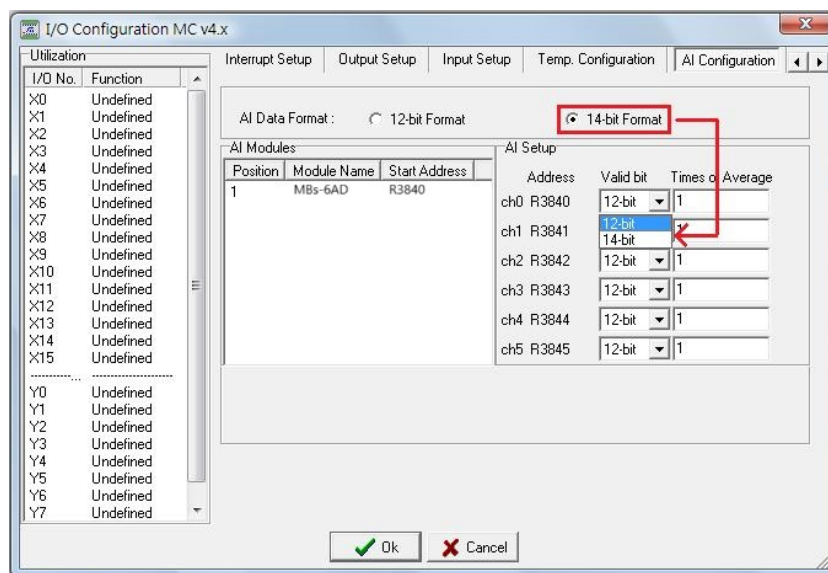 I/O Configuration MC v4.x
Utilization
I/O No. Function
X0 Undefined
X1 Undefined
X2 Undefined
X3 Undefined
X4 Undefined
X5 Undefined
X6 Undefined
X7 Undefined
X8 Undefined
X9 Undefined
X10 Undefined
X11 Undefined
X12 Undefined
X13 Undefined
X14 Undefined
X15 Undefined
Y0 Undefined
Y1 Undefined
Y2 Undefined
Y3 Undefined
Y4 Undefined
Y5 Undefined
Y6 Undefined
Y7 Undefined
Interrupt Setup Output Setup Input Setup Temp. Configuration AI Configuration
AI Data Format : 12-bit Format 14-bit Format
AI Modules
Position Module Name Start Address
1 MBs-6AD R3840
AI Setup
Address Valid bit Times of Average
ch0 R3840 12-bit 1
12-bit
ch1 R3841 1
14-bit
ch2 R3842 12-bit 1
ch3 R3843 12-bit 1
ch4 R3844 12-bit 1
ch5 R3845 12-bit 1
Ok Cancel